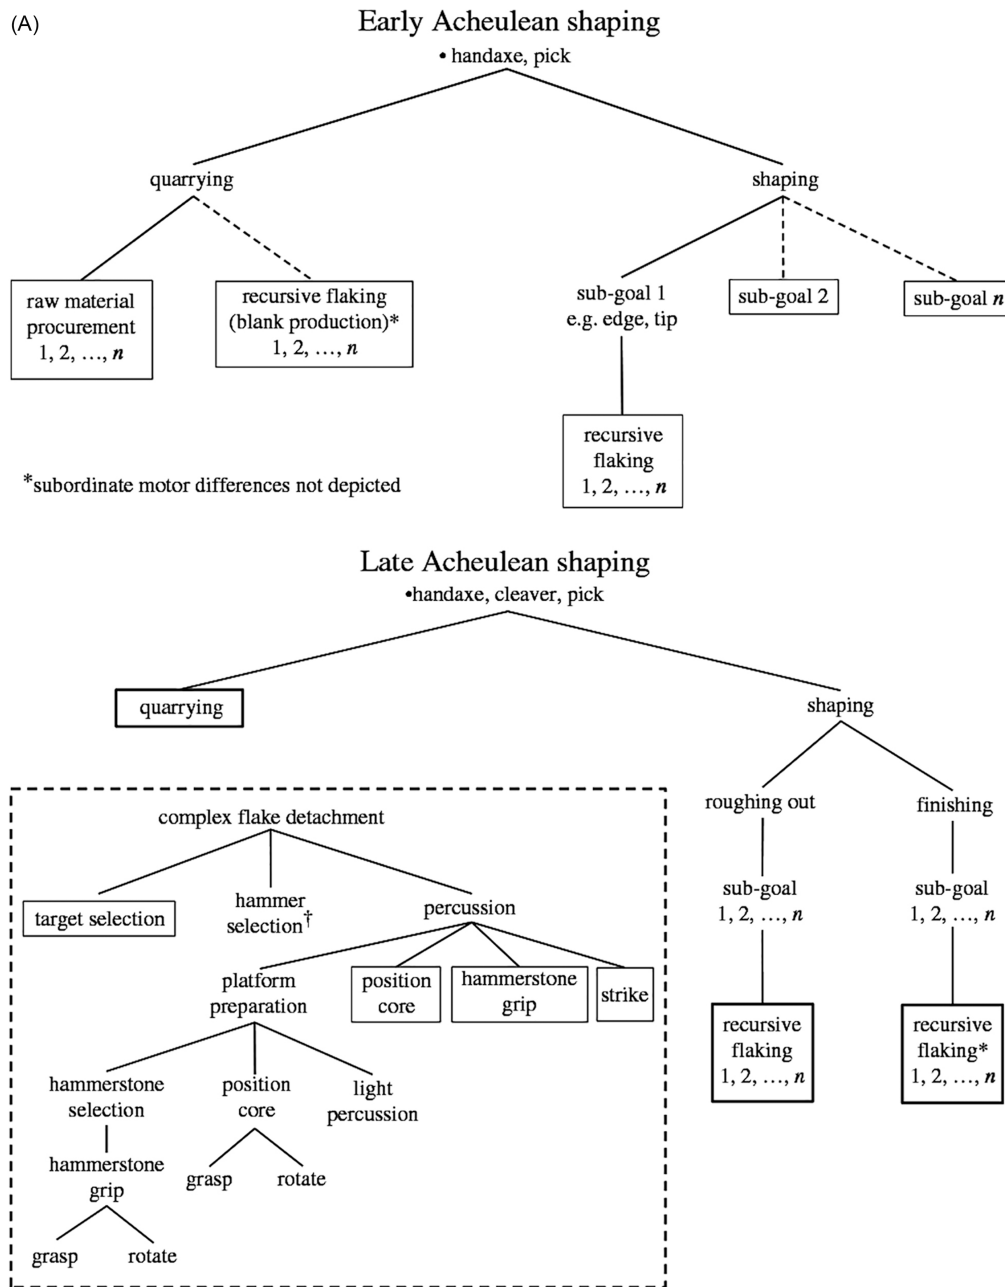 (A)
Early Acheulean shaping
• handaxe, pick
quarrying
shaping
raw material
procurement
1, 2, ..., n
recursive flaking
(blank production)*
1, 2, ..., n
sub-goal 1
e.g. edge, tip
sub-goal 2
sub-goal n
recursive
flaking
1, 2, ..., n
*subordinate motor differences not depicted
Late Acheulean shaping
•handaxe, cleaver, pick
quarrying
shaping
roughing out
finishing
sub-goal
1, 2, ..., n
sub-goal
1, 2, ..., n
recursive
flaking
1, 2, ..., n
recursive
flaking*
1, 2, ..., n
complex flake detachment
target selection
hammer
selection†
percussion
platform
preparation
position
core
hammerstone
grip
strike
hammerstone
selection
position
core
light
percussion
hammerstone
grip
grasp
rotate
grasp
rotate